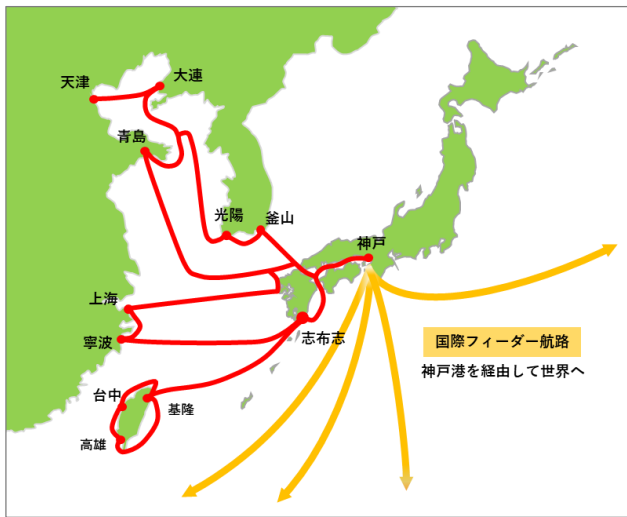 天津
大連
青島
光陽
釜山
神戸
上海
寧波
志布志
国際フィーダー航路
神戸港を経由して世界へ
台中
基隆
高雄